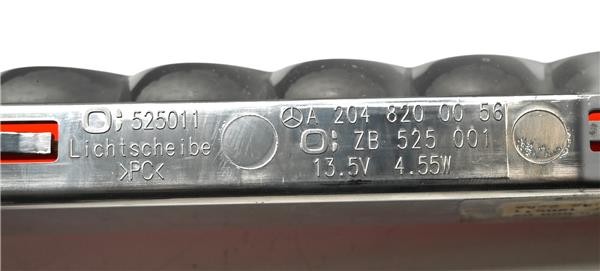 525011
Lichtscheibe
>PC<
A 204 820 00 56
ZB 525 001
13.5V 4.55W